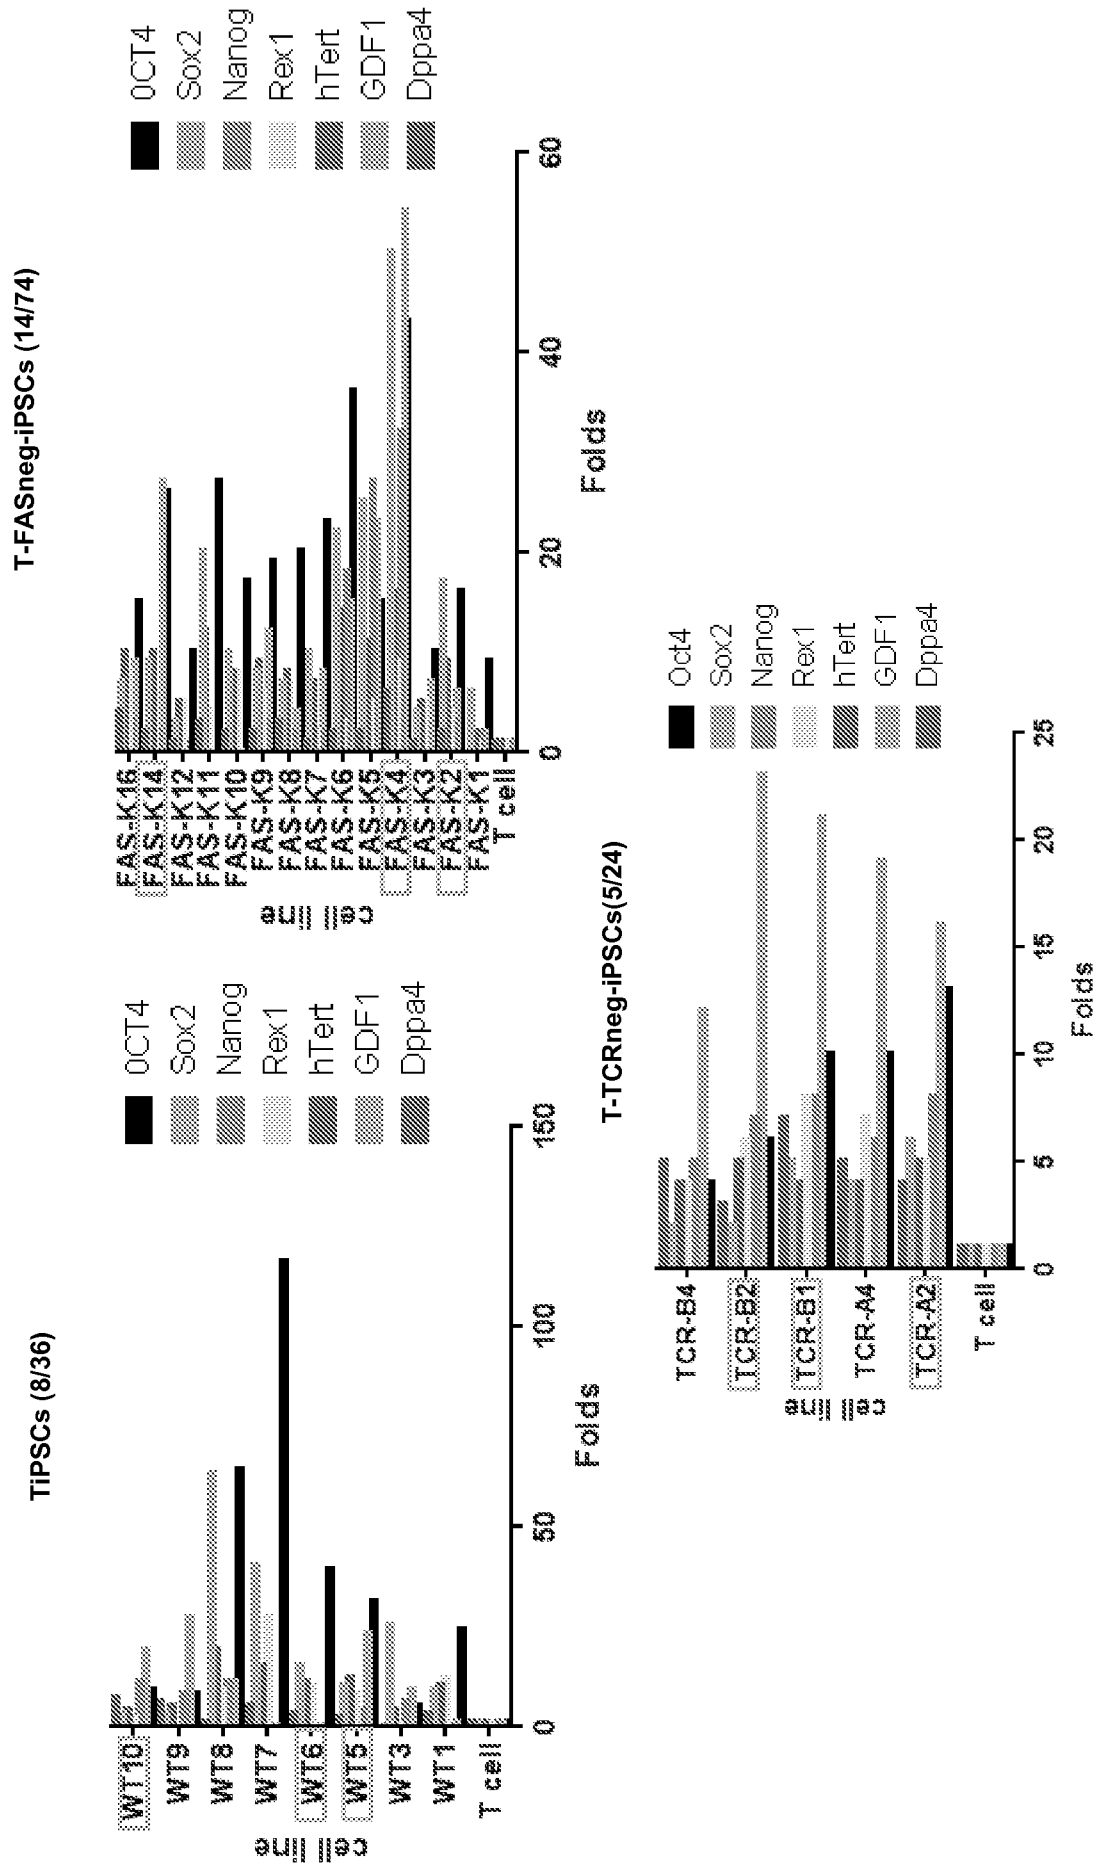 TiPSCs (8/36)
cell line
WT10
WT9
WT8
WT7
WT6
WT5
WT3
WT1
T cell
0
50
100
150
Folds
OCT4
Sox2
Nanog
Rex1
hTert
GDF1
Dppa4
T-FASneg-iPSCs (14/74)
cell line
FAS-K16
FAS-K14
FAS-K12
FAS-K11
FAS-K10
FAS-K9
FAS-K8
FAS-K7
FAS-K6
FAS-K5
FAS-K4
FAS-K3
FAS-K2
FAS-K1
T cell
0
20
40
60
Folds
OCT4
Sox2
Nanog
Rex1
hTert
GDF1
Dppa4
T-TCRneg-iPSCs(5/24)
cell line
TCR-B4
TCR-B2
TCR-B1
TCR-A4
TCR-A2
T cell
0
5
10
15
20
25
Folds
Oct4
Sox2
Nanog
Rex1
hTert
GDF1
Dppa4